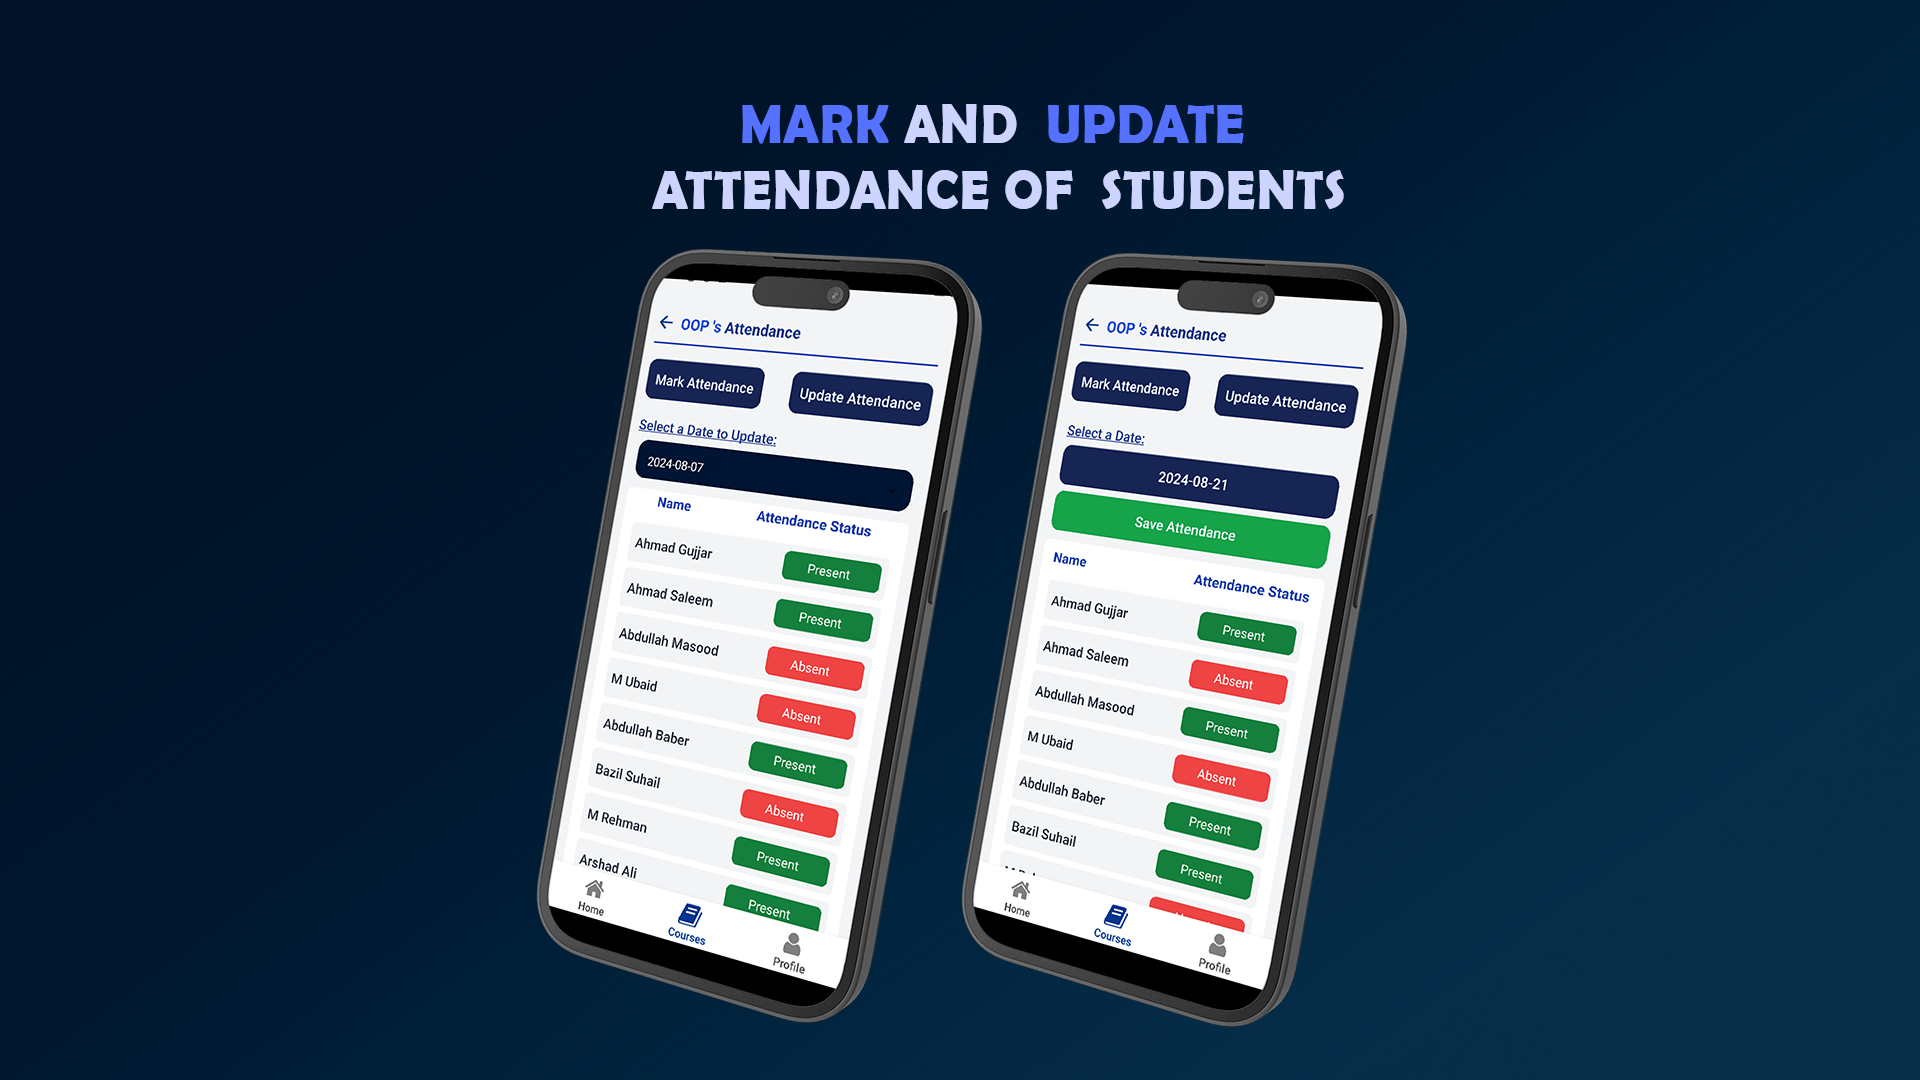 MARK AND UPDATE
ATTENDANCE OF STUDENTS
OOP 's Attendance
Mark Attendance
Update Attendance
Select a Date to Update:
2024-08-07
Name
Attendance Status
Ahmad Gujjar
Present
Ahmad Saleem
Present
Abdullah Masood
Absent
M Ubaid
Absent
Abdullah Baber
Present
Bazil Suhail
Absent
M Rehman
Present
Arshad Ali
Present
Home
Courses
Profile
OOP 's Attendance
Mark Attendance
Update Attendance
Select a Date:
2024-08-21
Save Attendance
Name
Attendance Status
Ahmad Gujjar
Present
Ahmad Saleem
Absent
Abdullah Masood
Present
M Ubaid
Absent
Abdullah Baber
Present
Bazil Suhail
Present
Home
Courses
Profile